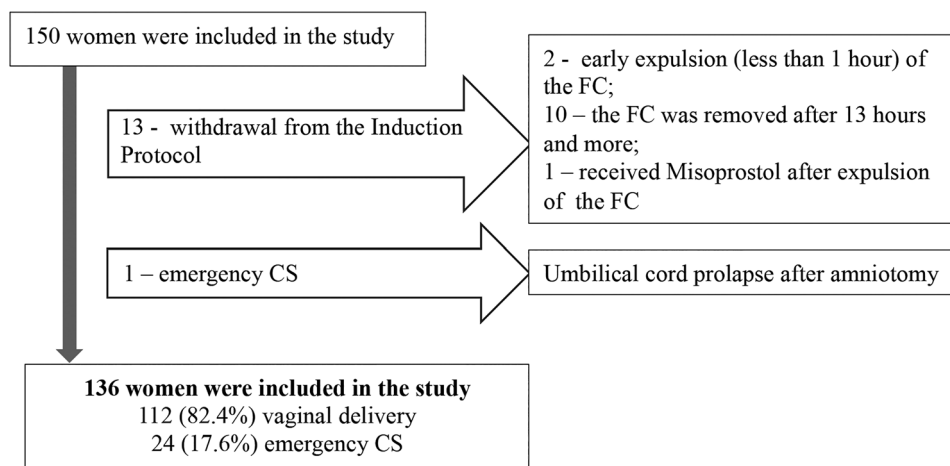 150 women were included in the study
13 - withdrawal from the Induction
Protocol
2 - early expulsion (less than 1 hour) of
the FC;
10 – the FC was removed after 13 hours
and more;
1 – received Misoprostol after expulsion
of the FC
1 – emergency CS
Umbilical cord prolapse after amniotomy
136 women were included in the study
112 (82.4%) vaginal delivery
24 (17.6%) emergency CS